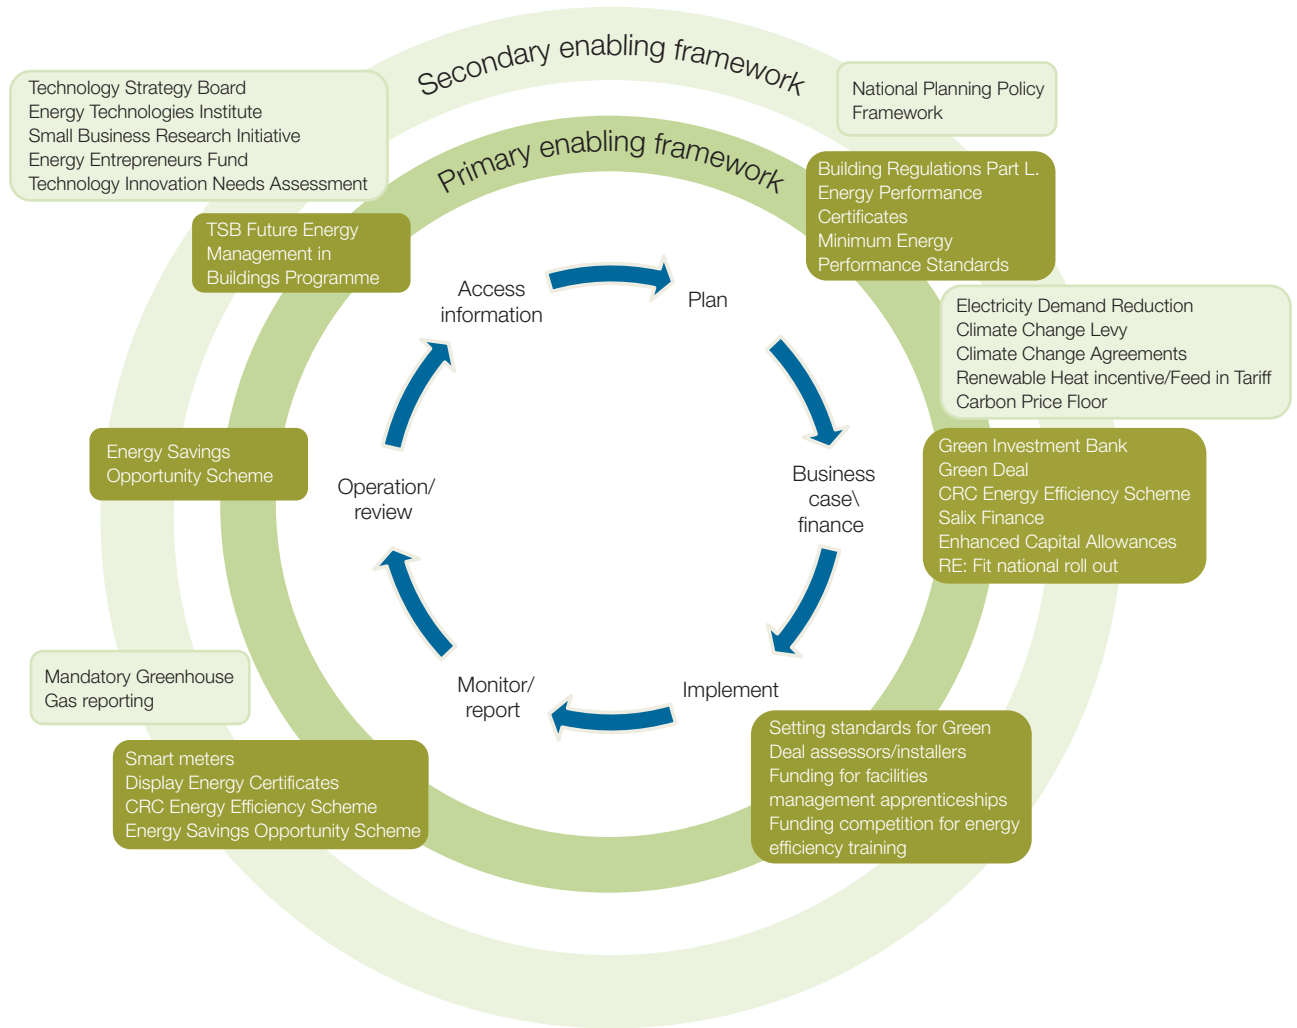 Secondary enabling framework
Primary enabling framework
Technology Strategy Board
Energy Technologies Institute
Small Business Research Initiative
Energy Entrepreneurs Fund
Technology Innovation Needs Assessment
TSB Future Energy
Management in
Buildings Programme
National Planning Policy
Framework
Building Regulations Part L.
Energy Performance
Certificates
Minimum Energy
Performance Standards
Electricity Demand Reduction
Climate Change Levy
Climate Change Agreements
Renewable Heat incentive/Feed in Tariff
Carbon Price Floor
Green Investment Bank
Green Deal
CRC Energy Efficiency Scheme
Salix Finance
Enhanced Capital Allowances
RE: Fit national roll out
Access
information
Plan
Business
case\
finance
Implement
Monitor/
report
Operation/
review
Energy Savings
Opportunity Scheme
Mandatory Greenhouse
Gas reporting
Smart meters
Display Energy Certificates
CRC Energy Efficiency Scheme
Energy Savings Opportunity Scheme
Setting standards for Green
Deal assessors/installers
Funding for facilities
management apprenticeships
Funding competition for energy
efficiency training